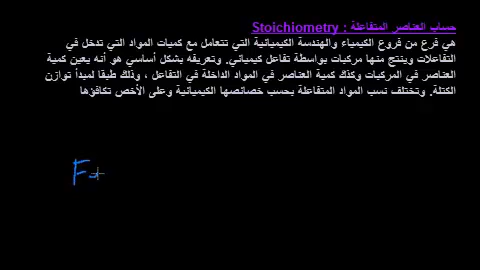 حساب العناصر المتفاعلة : Stoichiometry
هي فرع من فروع الكيمياء والهندسة الكيميائية التي تتعامل مع كميات المواد التي تدخل في
التفاعلات وينتج منها مركبات بواسطة تفاعل كيميائي. وتعريفه بشكل أساسي هو أنه يعين كمية
العناصر في المركبات وكذلك كمية العناصر في المواد الداخلة في التفاعل ، وذلك طبقا لمبدأ توازن
الكتلة. وتختلف نسب المواد المتفاعلة بحسب خصائصها الكيميائية وعلى الأخص تكافؤها
F